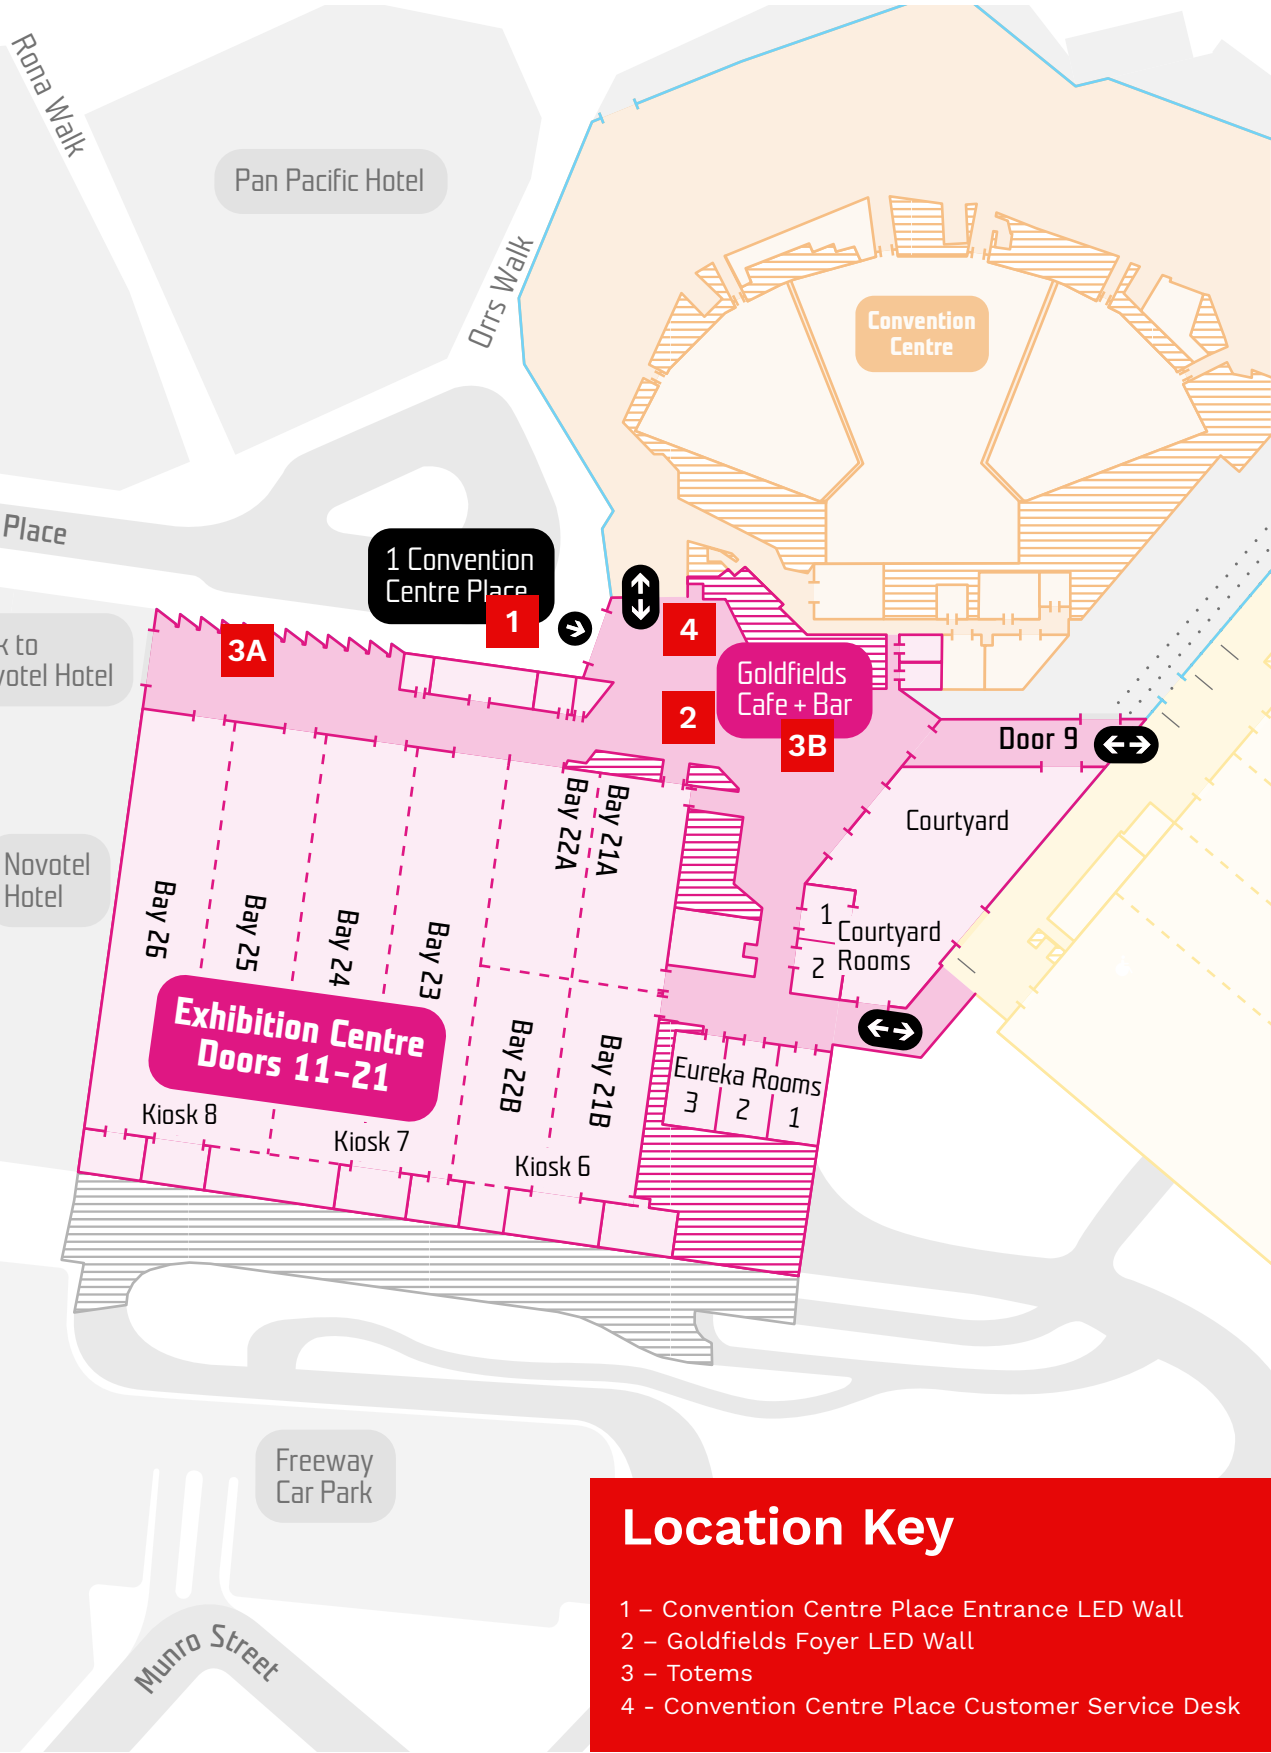 Rona Walk
Pan Pacific Hotel
Orrs Walk
Convention
Centre
Place
1 Convention
Centre Place
1
4
3A
k to
votel Hotel
Goldfields
Cafe + Bar
2
3B
Door 9
Courtyard
Bay 22A
Bay 21A
Novotel
Hotel
Bay 26
Bay 25
Bay 24
Bay 23
1
Courtyard
Rooms
2
Exhibition Centre
Doors 11-21
Bay 22B
Bay 21B
Eureka Rooms
3
2
1
Kiosk 8
Kiosk 7
Kiosk 6
Freeway
Car Park
Munro Street
Location Key
1 – Convention Centre Place Entrance LED Wall
2 – Goldfields Foyer LED Wall
3 – Totems
4 - Convention Centre Place Customer Service Desk